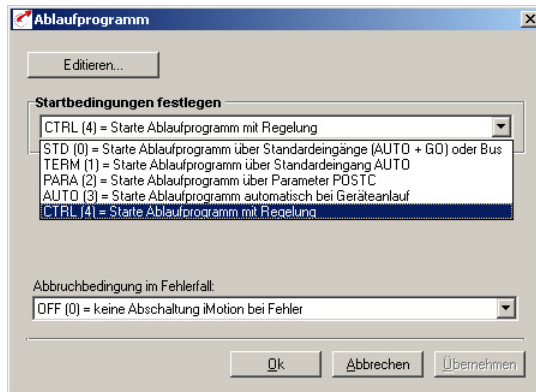 Ablaufprogramm
Editieren...
Startbedingungen festlegen
CTRL (4) = Starte Ablaufprogramm mit Regelung
STD (0) = Starte Ablaufprogramm über Standardeingänge (AUTO + GO) oder Bus
TERM (1) = Starte Ablaufprogramm über Standardeingang AUTO
PARA (2) = Starte Ablaufprogramm über Parameter POSTC
AUTO (3) = Starte Ablaufprogramm automatisch bei Geräteanlauf
CTRL (4) = Starte Ablaufprogramm mit Regelung
Abbruchbedingung im Fehlerfall:
OFF (0) = keine Abschaltung iMotion bei Fehler
Ok Abbrechen Übernehmen